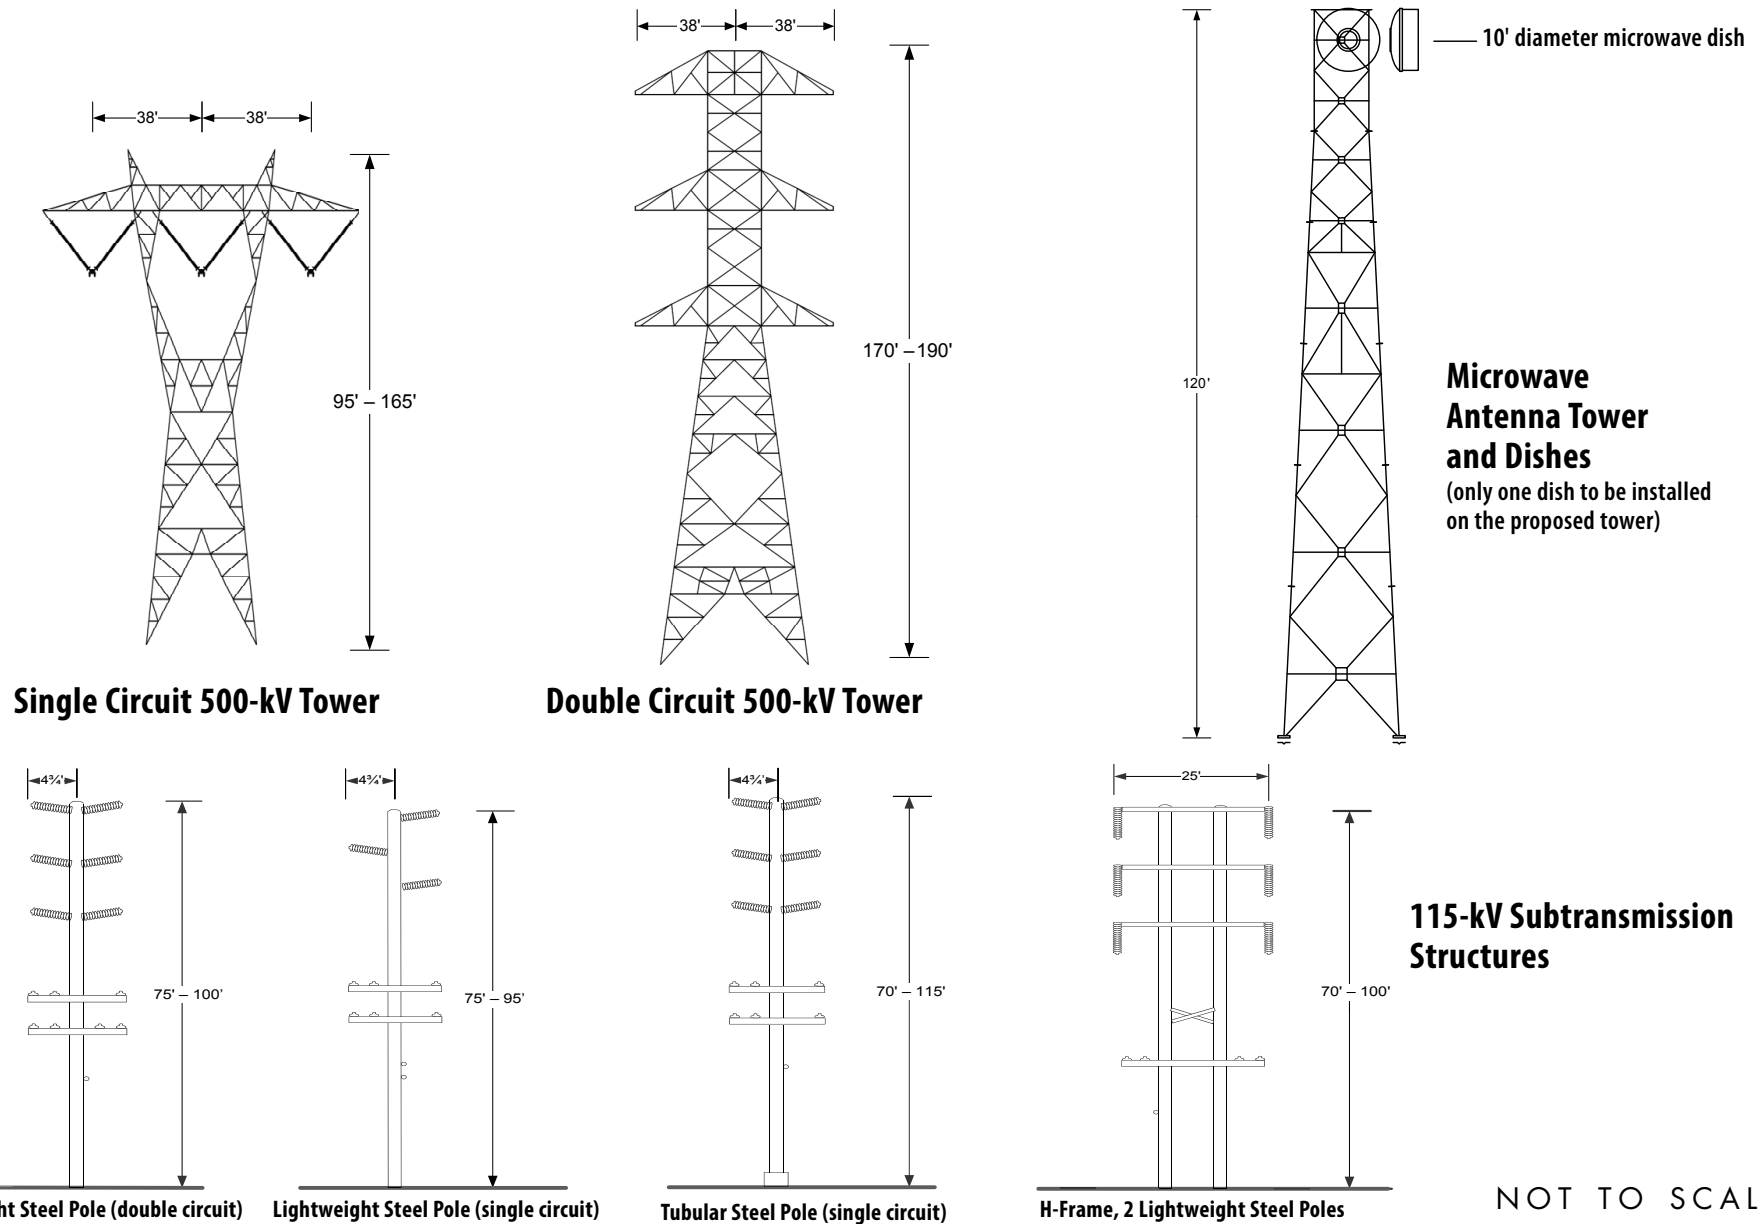 38' 38'
10' diameter microwave dish
38' 38'
170' – 190'
95' – 165'
120'
Microwave
Antenna Tower
and Dishes
(only one dish to be installed
on the proposed tower)
Single Circuit 500-kV Tower
Double Circuit 500-kV Tower
4¾'
4¾'
4¾'
25'
75' – 100'
75' – 95'
70' – 115'
70' – 100'
115-kV Subtransmission
Structures
ht Steel Pole (double circuit)
Lightweight Steel Pole (single circuit)
Tubular Steel Pole (single circuit)
H-Frame, 2 Lightweight Steel Poles
NOT TO SCAL